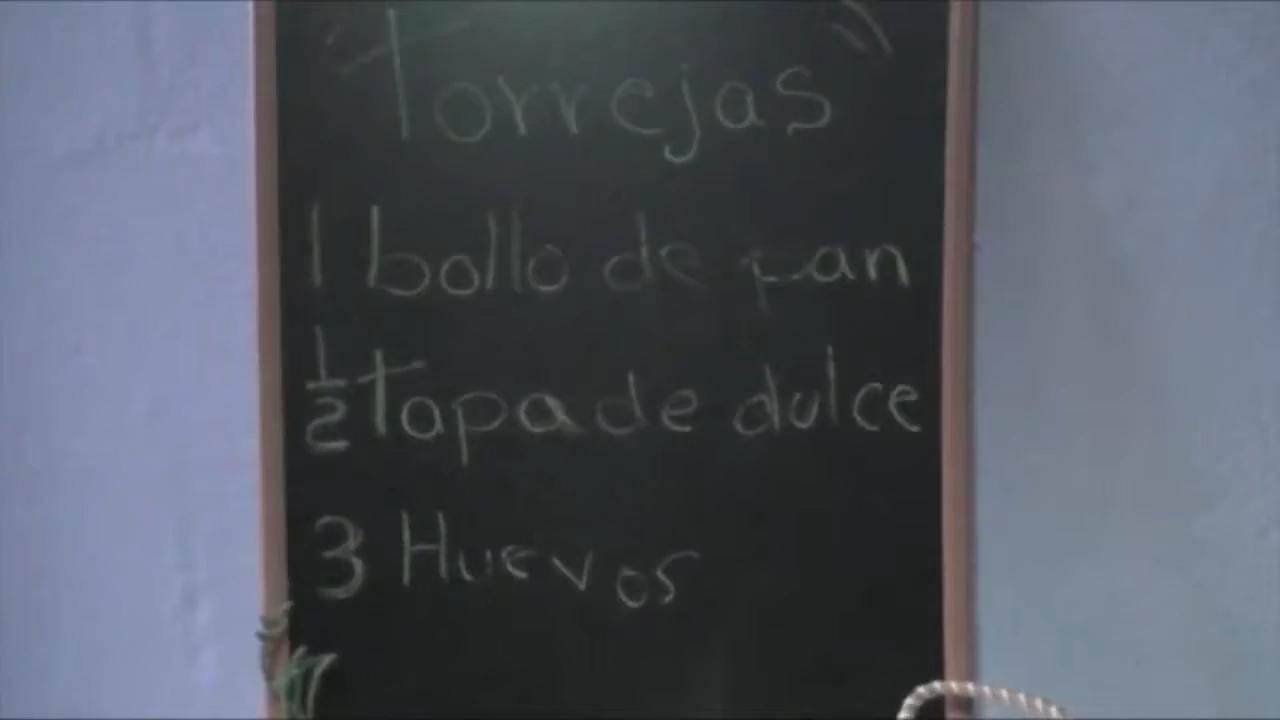 "Torrejas"
1 bollo de pan
1/2 tapa de dulce
3 Huevos